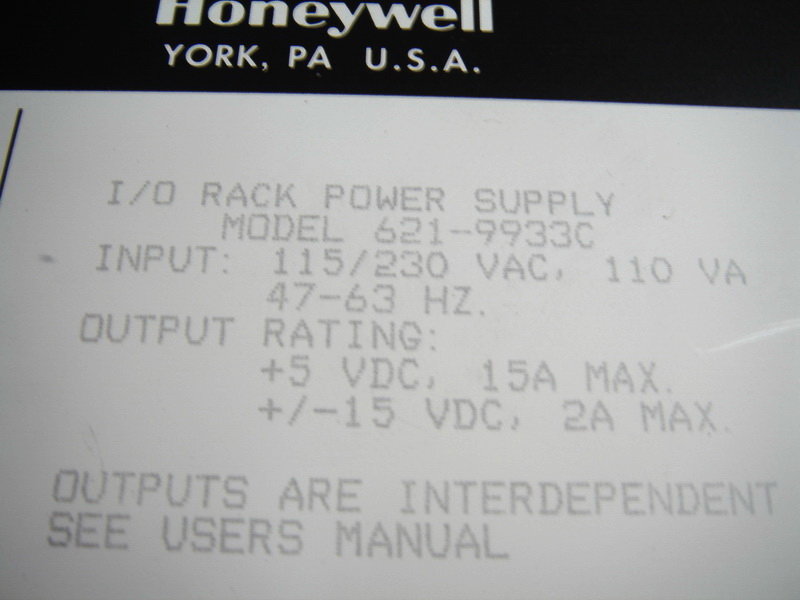 Honeywell
YORK, PA U.S.A.
I/O RACK POWER SUPPLY
MODEL 621-9933C
INPUT: 115/230 VAC, 110 VA
47-63 HZ.
OUTPUT RATING:
+5 VDC, 15A MAX.
+/-15 VDC, 2A MAX.
OUTPUTS ARE INTERDEPENDENT
SEE USERS MANUAL